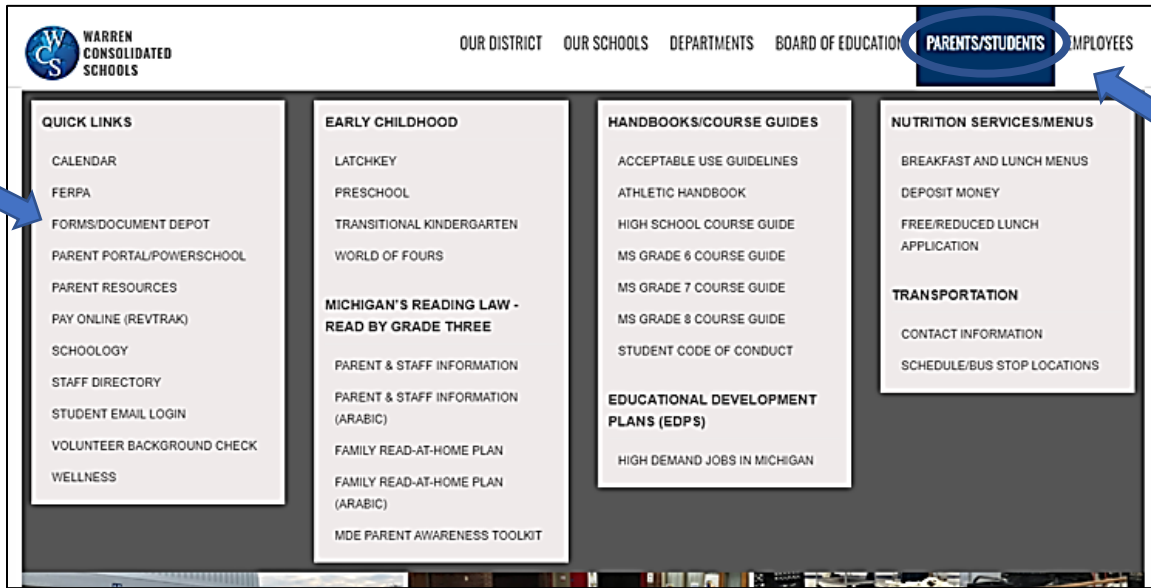 WCS
WARREN
CONSOLIDATED
SCHOOLS
OUR DISTRICT OUR SCHOOLS DEPARTMENTS BOARD OF EDUCATION PARENTS/STUDENTS EMPLOYEES
QUICK LINKS
CALENDAR
FERPA
FORMS/DOCUMENT DEPOT
PARENT PORTAL/POWERSCHOOL
PARENT RESOURCES
PAY ONLINE (REVTRAK)
SCHOOLOGY
STAFF DIRECTORY
STUDENT EMAIL LOGIN
VOLUNTEER BACKGROUND CHECK
WELLNESS
EARLY CHILDHOOD
LATCHKEY
PRESCHOOL
TRANSITIONAL KINDERGARTEN
WORLD OF FOURS
MICHIGAN'S READING LAW -
READ BY GRADE THREE
PARENT & STAFF INFORMATION
PARENT & STAFF INFORMATION
(ARABIC)
FAMILY READ-AT-HOME PLAN
FAMILY READ-AT-HOME PLAN
(ARABIC)
MDE PARENT AWARENESS TOOLKIT
HANDBOOKS/COURSE GUIDES
ACCEPTABLE USE GUIDELINES
ATHLETIC HANDBOOK
HIGH SCHOOL COURSE GUIDE
MS GRADE 6 COURSE GUIDE
MS GRADE 7 COURSE GUIDE
MS GRADE 8 COURSE GUIDE
STUDENT CODE OF CONDUCT
EDUCATIONAL DEVELOPMENT
PLANS (EDPS)
HIGH DEMAND JOBS IN MICHIGAN
NUTRITION SERVICES/MENUS
BREAKFAST AND LUNCH MENUS
DEPOSIT MONEY
FREE/REDUCED LUNCH
APPLICATION
TRANSPORTATION
CONTACT INFORMATION
SCHEDULE/BUS STOP LOCATIONS